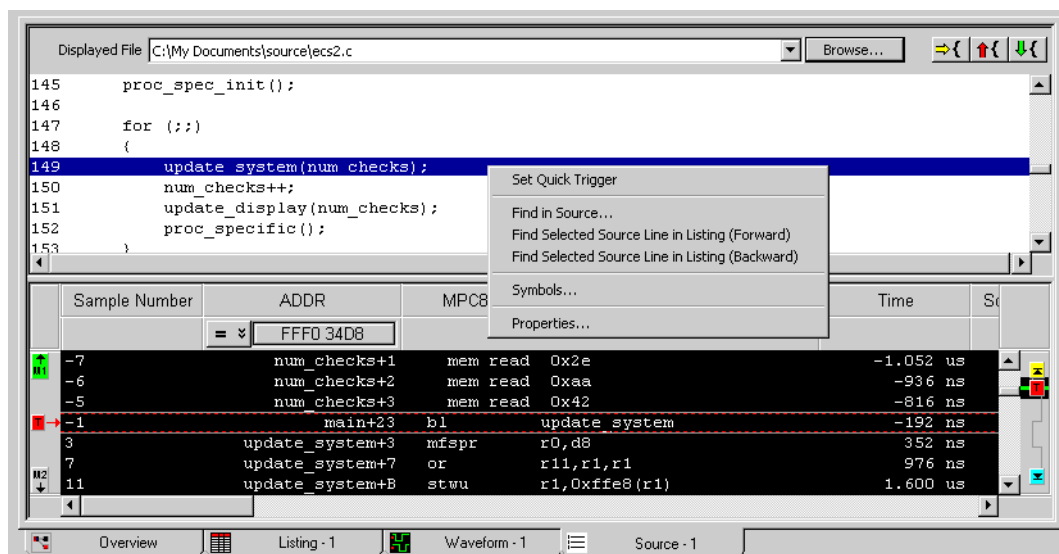 Displayed File C:\My Documents\source\ecs2.c Browse...
145 proc_spec_init();
146
147 for (;;)
148 {
149 update_system(num_checks);
150 num_checks++;
151 update_display(num_checks);
152 proc_specific();
153 }
Set Quick Trigger
Find in Source...
Find Selected Source Line in Listing (Forward)
Find Selected Source Line in Listing (Backward)
Symbols...
Properties...
Sample Number ADDR MPC8 Time
= FFF0 34D8
-7 num_checks+1 mem read 0x2e -1.052 us
-6 num_checks+2 mem read 0xaa -936 ns
-5 num_checks+3 mem read 0x42 -816 ns
-1 main+23 bl update_system -192 ns
3 update_system+3 mfspr r0,d8 352 ns
7 update_system+7 or r11,r1,r1 976 ns
11 update_system+B stwu r1,0xffe8(r1) 1.600 us
M1
T
T
M2
Overview Listing - 1 Waveform - 1 Source - 1